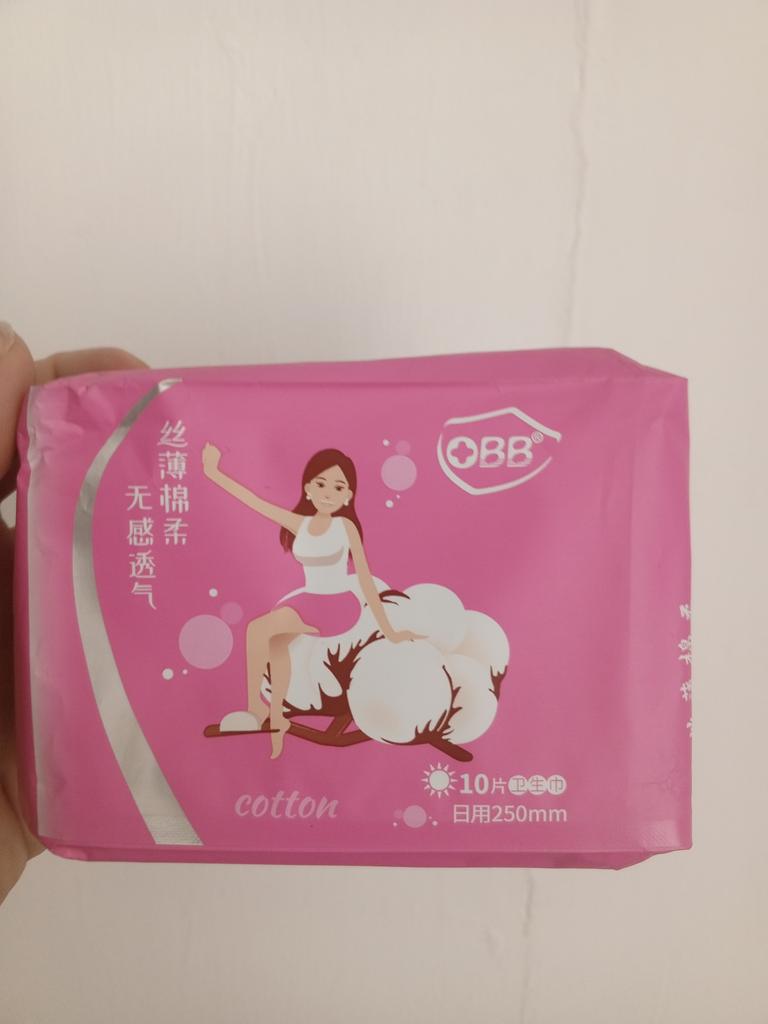 丝薄棉柔
无感透气
OBB®
cotton
10片卫生巾
日用250mm